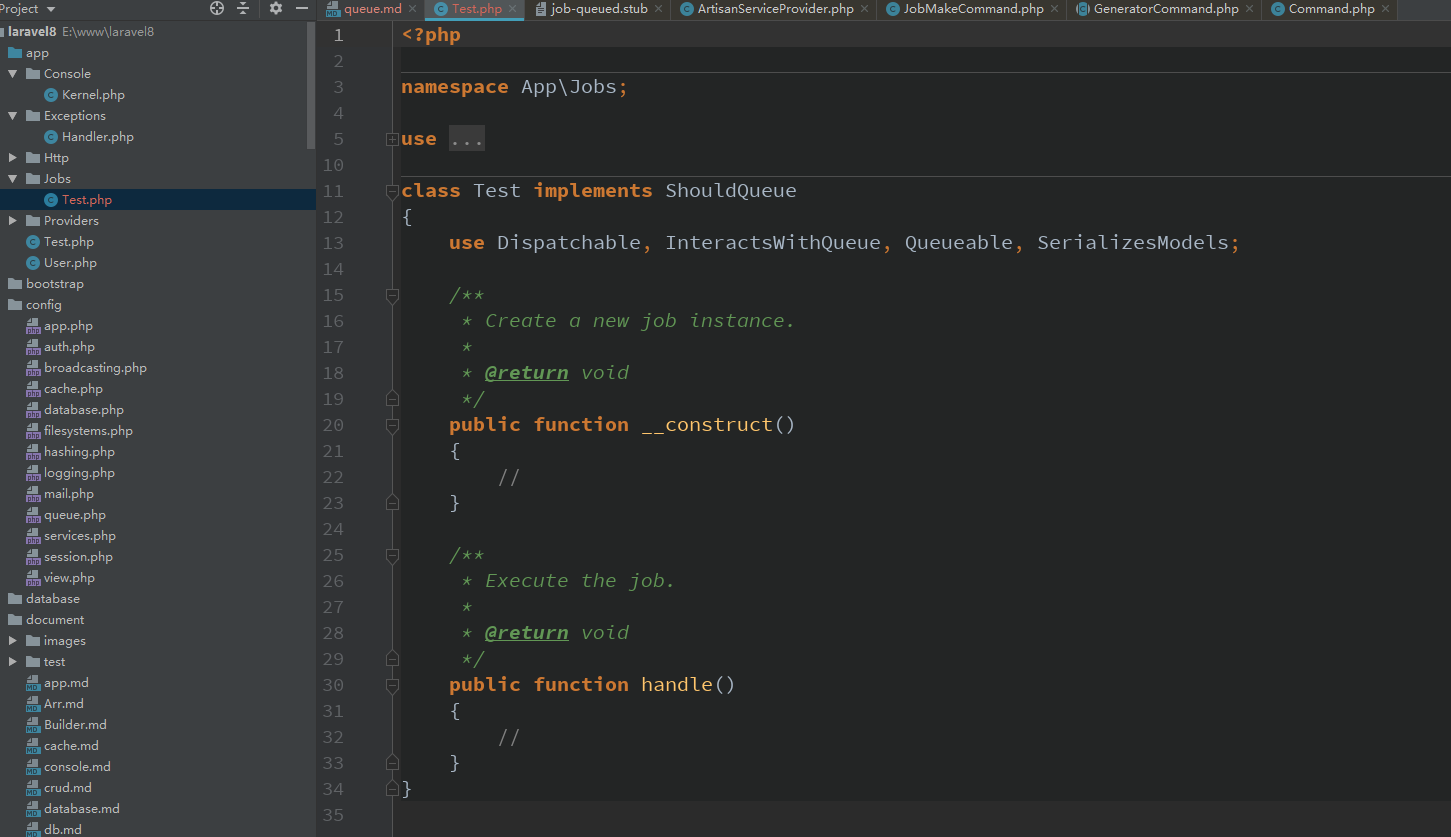 Project
queue.md
Test.php
job-queued.stub
ArtisanServiceProvider.php
JobMakeCommand.php
GeneratorCommand.php
Command.php
laravel8 E:\www\laravel8
app
Console
Kernel.php
Exceptions
Handler.php
Http
Jobs
Test.php
Providers
Test.php
User.php
bootstrap
config
app.php
auth.php
broadcasting.php
cache.php
database.php
filesystems.php
hashing.php
logging.php
mail.php
queue.php
services.php
session.php
view.php
database
document
images
test
app.md
Arr.md
Builder.md
cache.md
console.md
crud.md
database.md
db.md
1 <?php
2
3 namespace App\Jobs;
4
5 use ...
10
11 class Test implements ShouldQueue
12 {
13 use Dispatchable, InteractsWithQueue, Queueable, SerializesModels;
14
15 /**
16 * Create a new job instance.
17 *
18 * @return void
19 */
20 public function __construct()
21 {
22 //
23 }
24
25 /**
26 * Execute the job.
27 *
28 * @return void
29 */
30 public function handle()
31 {
32 //
33 }
34 }
35